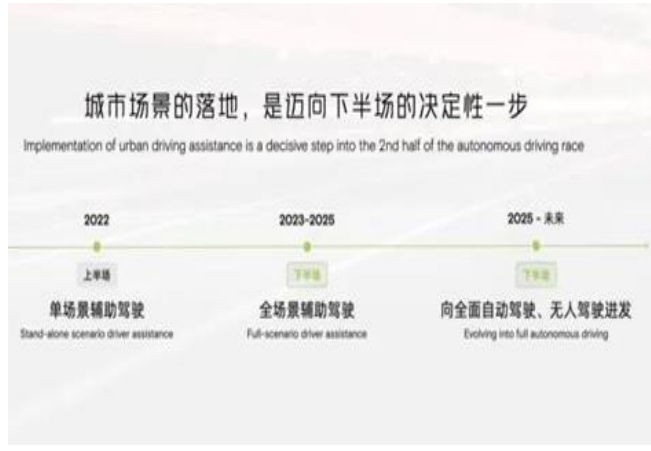 城市场景的落地，是迈向下半场的决定性一步
Implementation of urban driving assistance is a decisive step into the 2nd half of the autonomous driving race
2022
2023-2025
2025 - 未来
上半场
下半场
下半场
单场景辅助驾驶
全场景辅助驾驶
向全面自动驾驶、无人驾驶进发
Stand-alone scenario driver assistance
Full-scenario driver assistance
Evolving into full autonomous driving